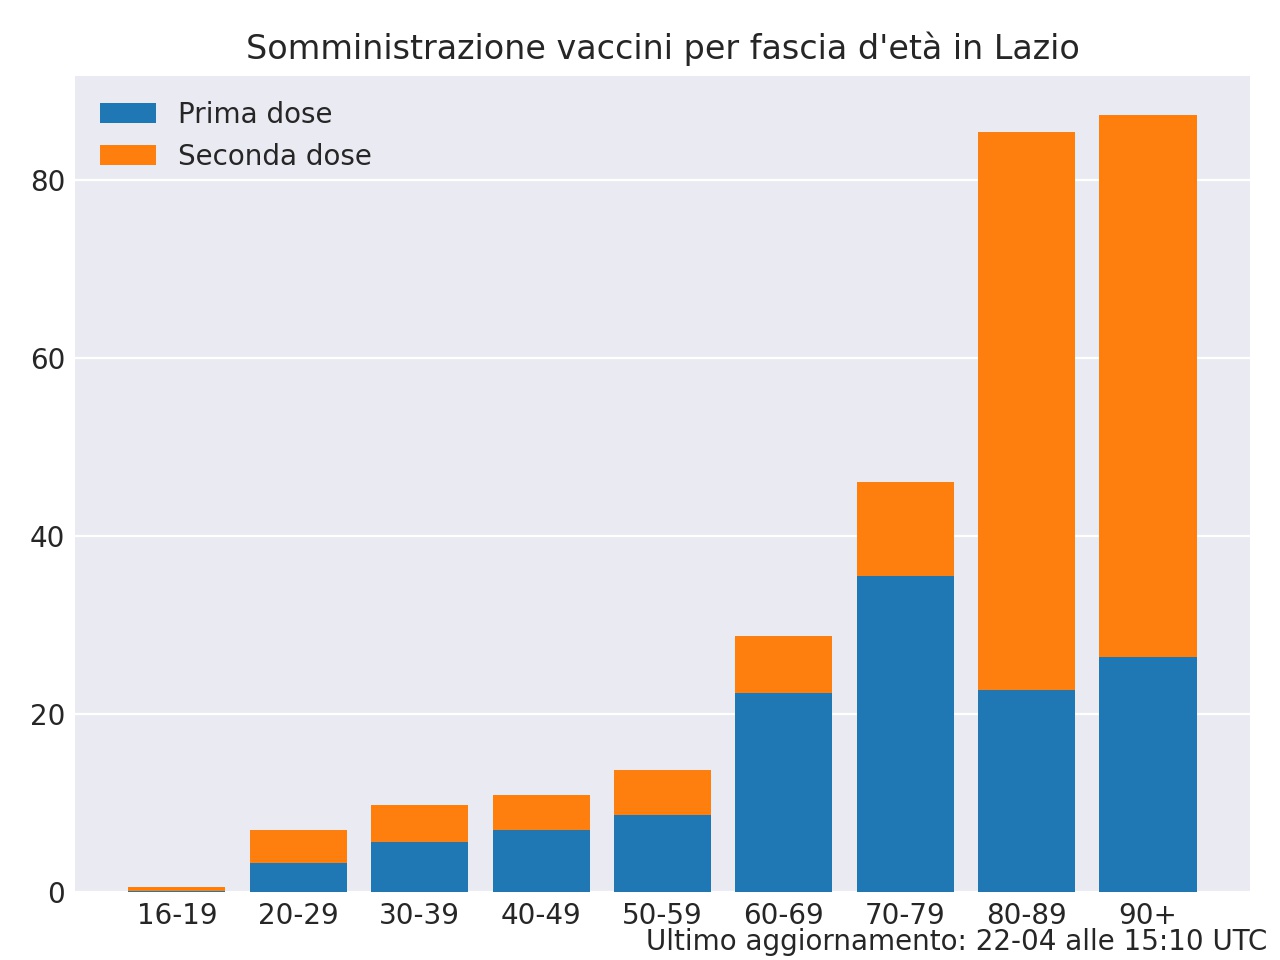 Somministrazione vaccini per fascia d'età in Lazio
Prima dose
Seconda dose
80
60
40
20
0
16-19 20-29 30-39 40-49 50-59 60-69 70-79 80-89 90+
Ultimo aggiornamento: 22-04 alle 15:10 UTC